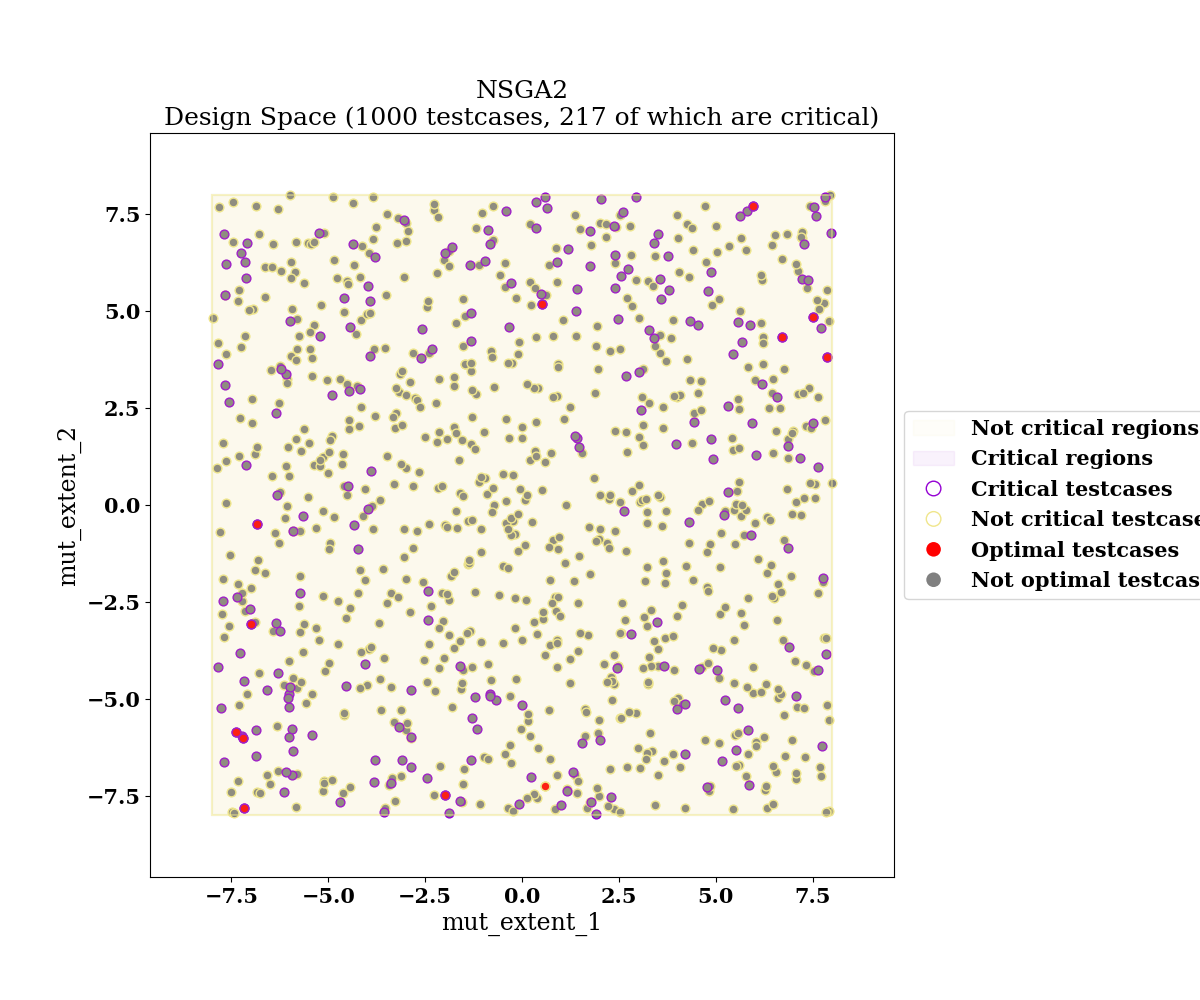 NSGA2
Design Space (1000 testcases, 217 of which are critical)
7.5
5.0
2.5
0.0
−2.5
−5.0
−7.5
mut_extent_2
−7.5 −5.0 −2.5 0.0 2.5 5.0 7.5
mut_extent_1
Not critical regions
Critical regions
Critical testcases
Not critical testcase
Optimal testcases
Not optimal testcas